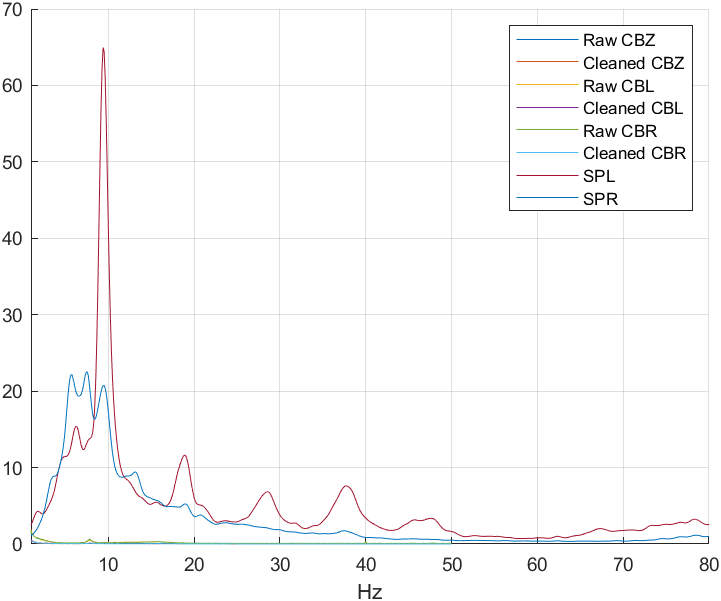 70
60
50
40
30
20
10
0
Raw CBZ
Cleaned CBZ
Raw CBL
Cleaned CBL
Raw CBR
Cleaned CBR
SPL
SPR
10 20 30 40 50 60 70 80
Hz